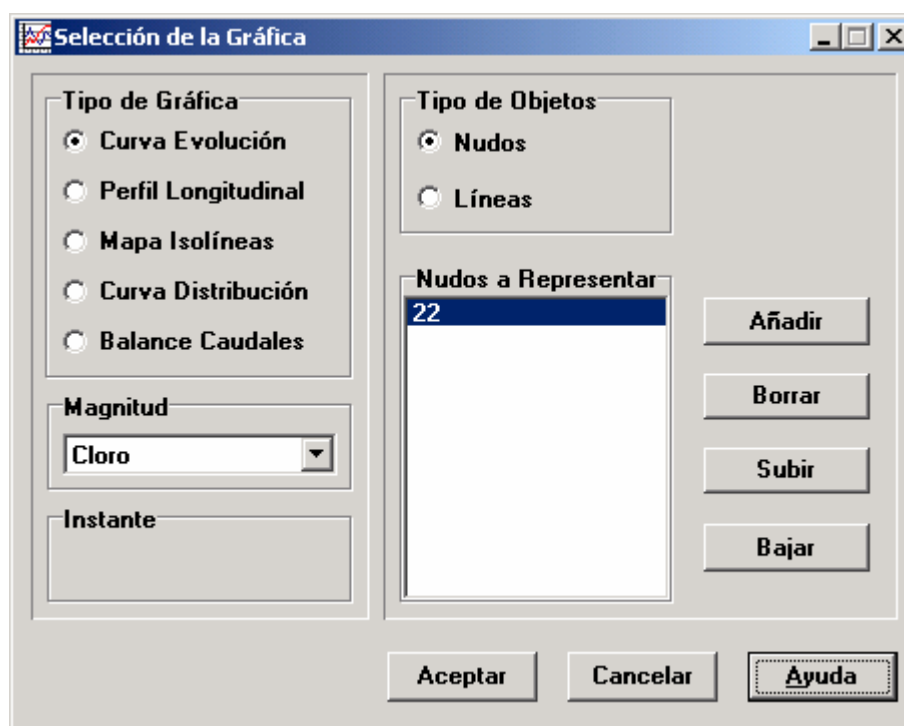 Selección de la Gráfica
Tipo de Gráfica
Curva Evolución
Perfil Longitudinal
Mapa Isolíneas
Curva Distribución
Balance Caudales
Magnitud
Cloro
Instante
Tipo de Objetos
Nudos
Líneas
Nudos a Representar
22
Añadir
Borrar
Subir
Bajar
Aceptar
Cancelar
Ayuda